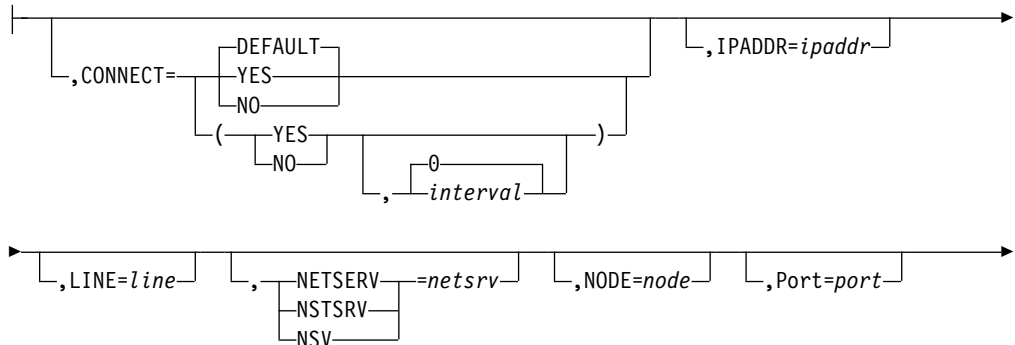 DEFAULT
,IPADDR=ipaddr
,CONNECT= YES
NO
( YES )
NO 0
, interval
,LINE=line , NETSERV =netsrv ,NODE=node ,Port=port
NSTSRV
NSV